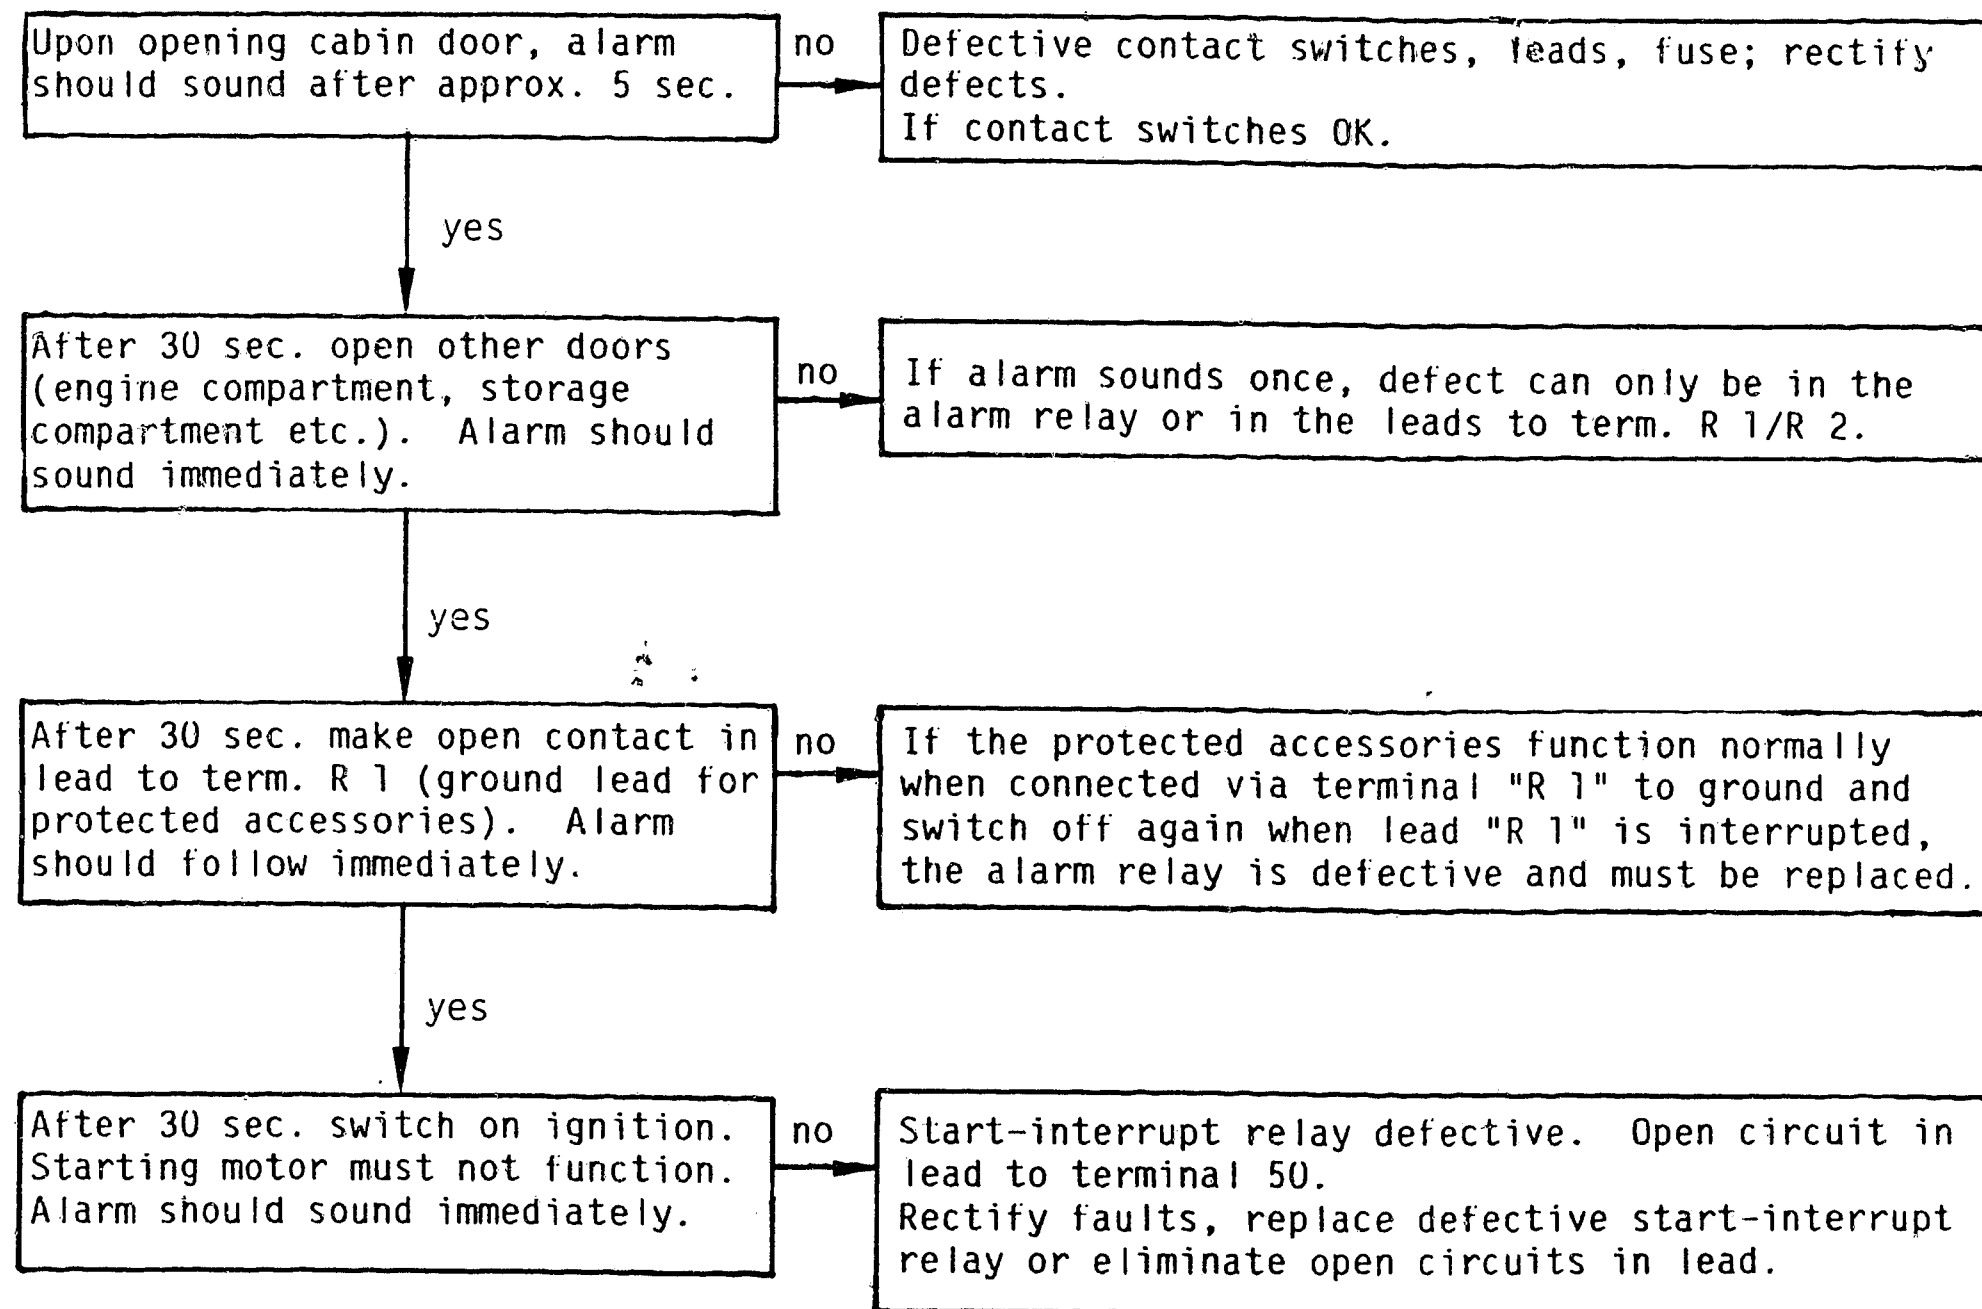 Upon opening cabin door, alarm
should sound after approx. 5 sec.
no
Defective contact switches, leads, fuse; rectify
defects.
If contact switches OK.
yes
After 30 sec. open other doors
(engine compartment, storage
compartment etc.). Alarm should
sound immediately.
no
If alarm sounds once, defect can only be in the
alarm relay or in the leads to term. R 1/R 2.
yes
After 30 sec. make open contact in
lead to term. R 1 (ground lead for
protected accessories). Alarm
should follow immediately.
no
If the protected accessories function normally
when connected via terminal "R 1" to ground and
switch off again when lead "R 1" is interrupted,
the alarm relay is defective and must be replaced.
yes
After 30 sec. switch on ignition.
Starting motor must not function.
Alarm should sound immediately.
no
Start-interrupt relay defective. Open circuit in
lead to terminal 50.
Rectify faults, replace defective start-interrupt
relay or eliminate open circuits in lead.